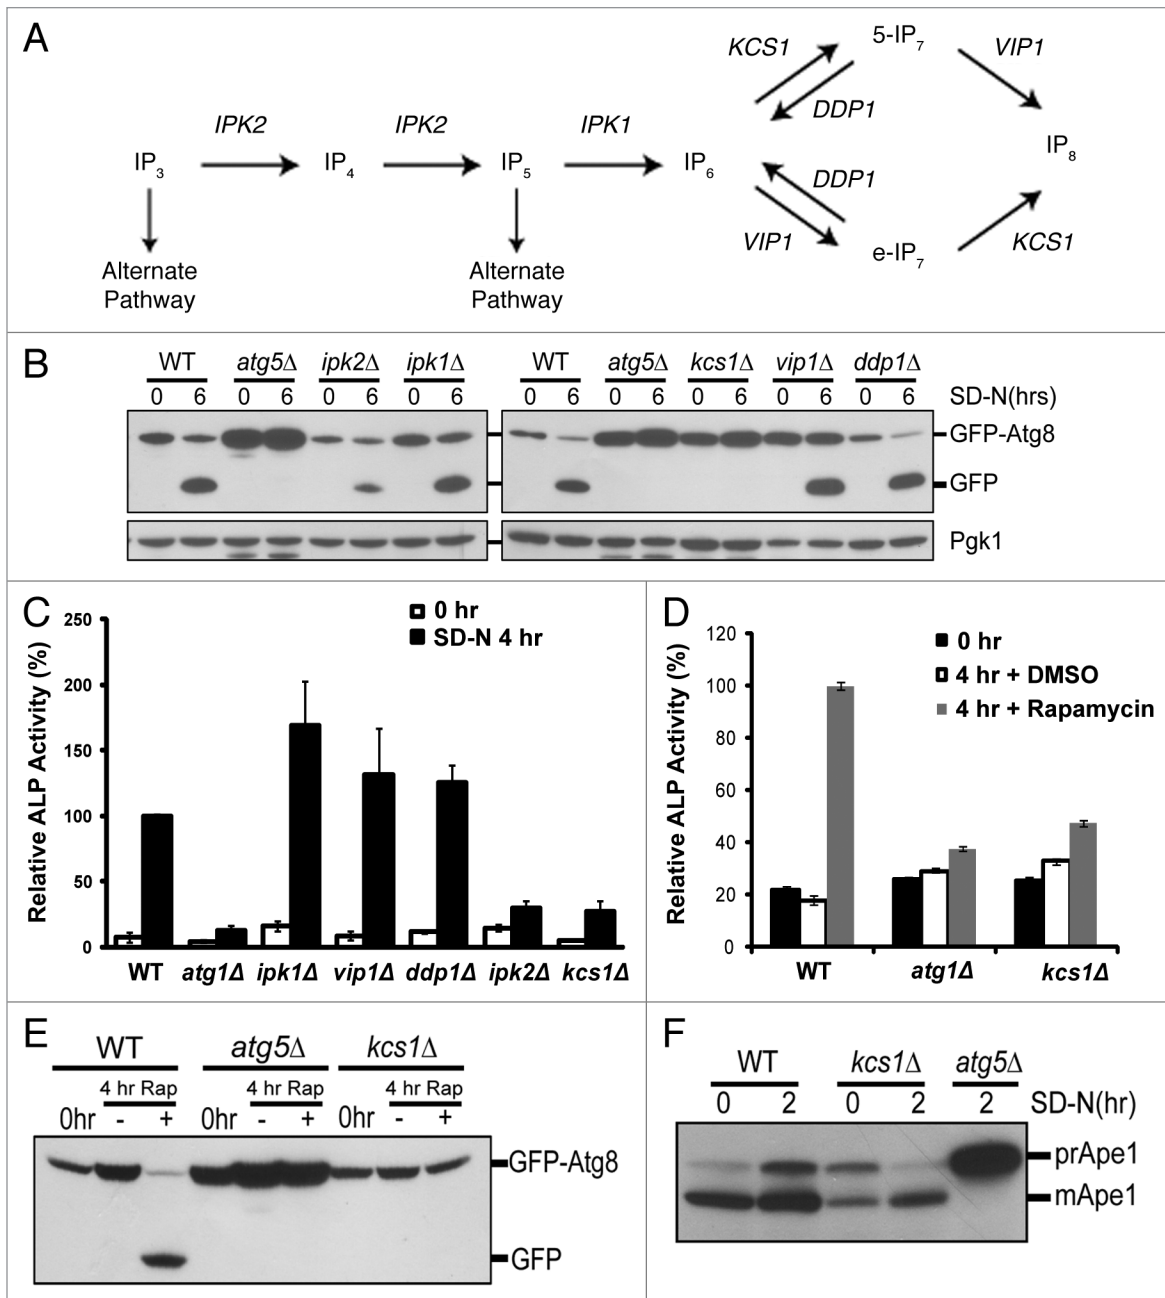 A
KCS1
5-IP7
VIP1
DDP1
IPK2
IPK2
IPK1
IP3
IP4
IP5
IP6
IP8
DDP1
VIP1
e-IP7
KCS1
Alternate
Pathway
Alternate
Pathway
B
WT atg5Δ ipk2Δ ipk1Δ WT atg5Δ kcs1Δ vip1Δ ddp1Δ
0 6 0 6 0 6 0 6 0 6 0 6 0 6 0 6 0 6 SD-N(hrs)
GFP-Atg8
GFP
Pgk1
C
0 hr
SD-N 4 hr
Relative ALP Activity (%)
250
200
150
100
50
0
WT atg1Δ ipk1Δ vip1Δ ddp1Δ ipk2Δ kcs1Δ
D
0 hr
4 hr + DMSO
4 hr + Rapamycin
Relative ALP Activity (%)
120
100
80
60
40
20
0
WT atg1Δ kcs1Δ
E
WT atg5Δ kcs1Δ
4 hr Rap 4 hr Rap 4 hr Rap
0hr - + 0hr - + 0hr - +
GFP-Atg8
GFP
F
WT kcs1Δ atg5Δ
0 2 0 2 2 SD-N(hr)
prApe1
mApe1